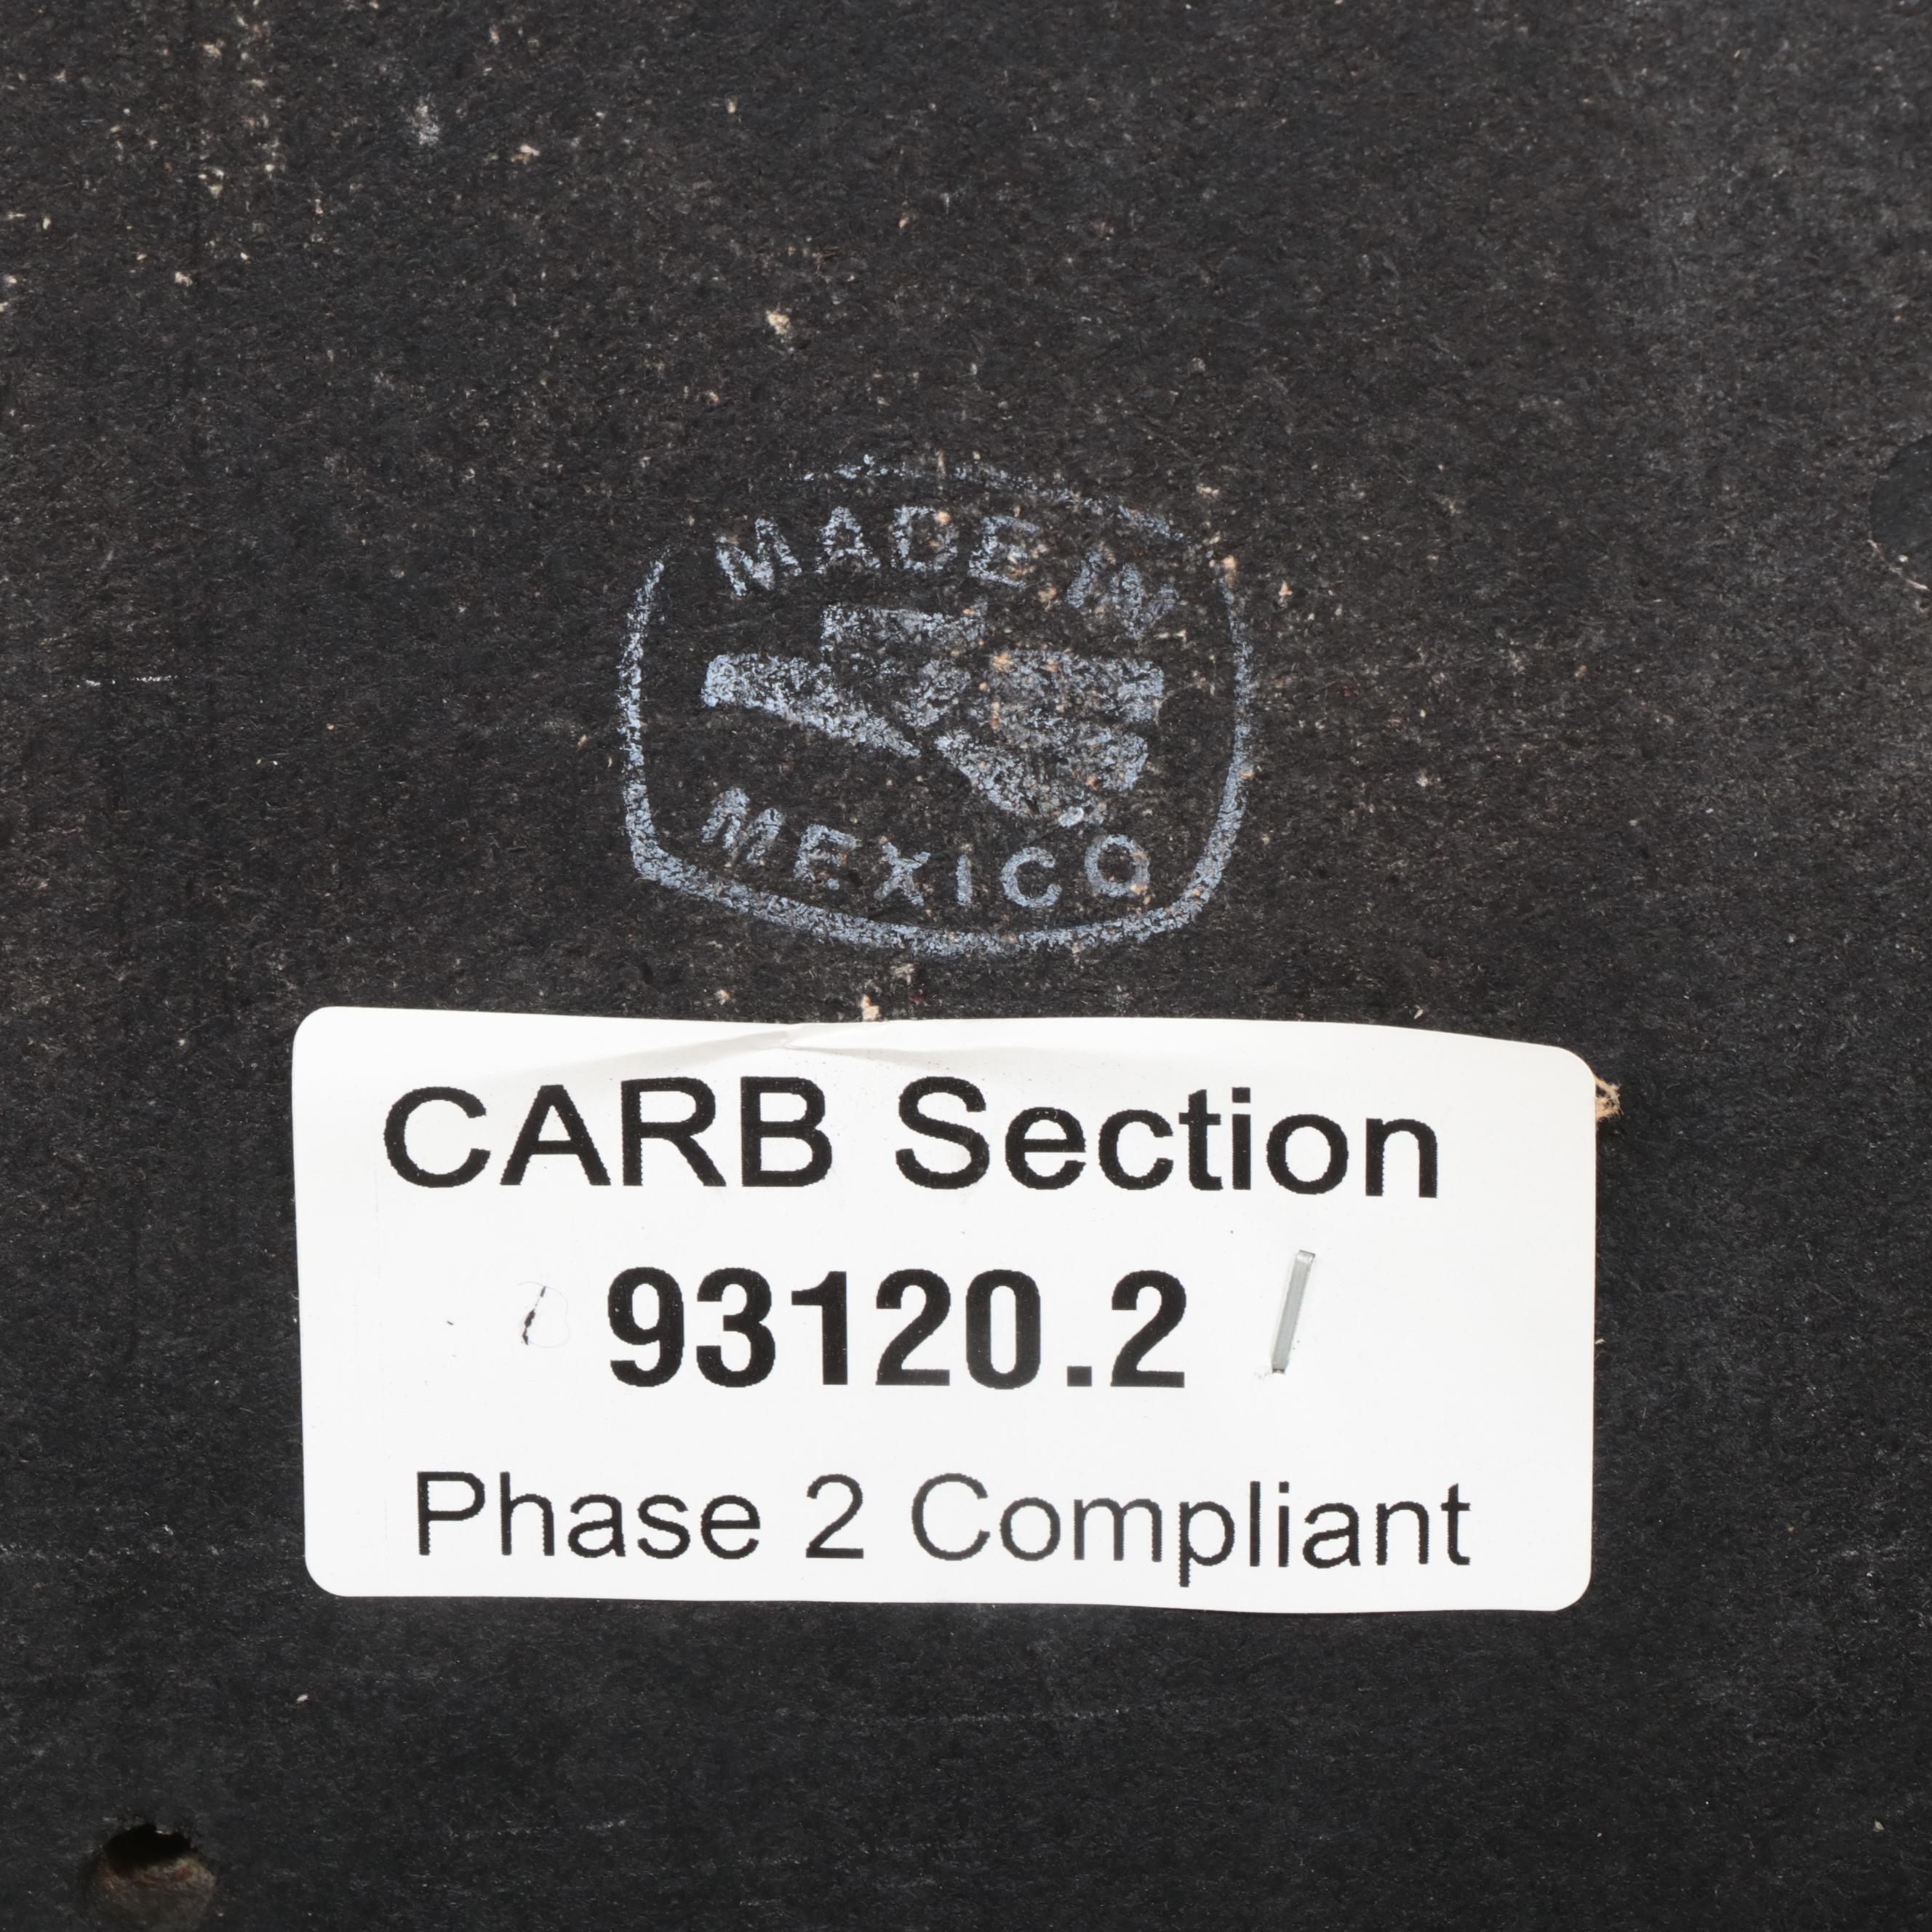 MADE IN
MEXICO
CARB Section
93120.2
Phase 2 Compliant